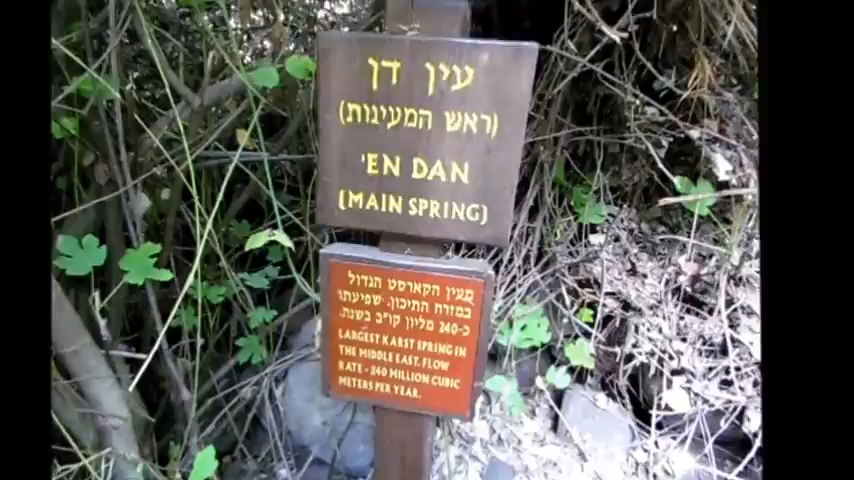 עין דן
(ראש המעינות)
'EN DAN
(MAIN SPRING)
מעין הקארסט הגדול
במזרח התיכון. שפיעתו
כ-240 מליון קו"ב בשנה.
LARGEST KARST SPRING IN
THE MIDDLE EAST. FLOW
RATE - 240 MILLION CUBIC
METERS PER YEAR.